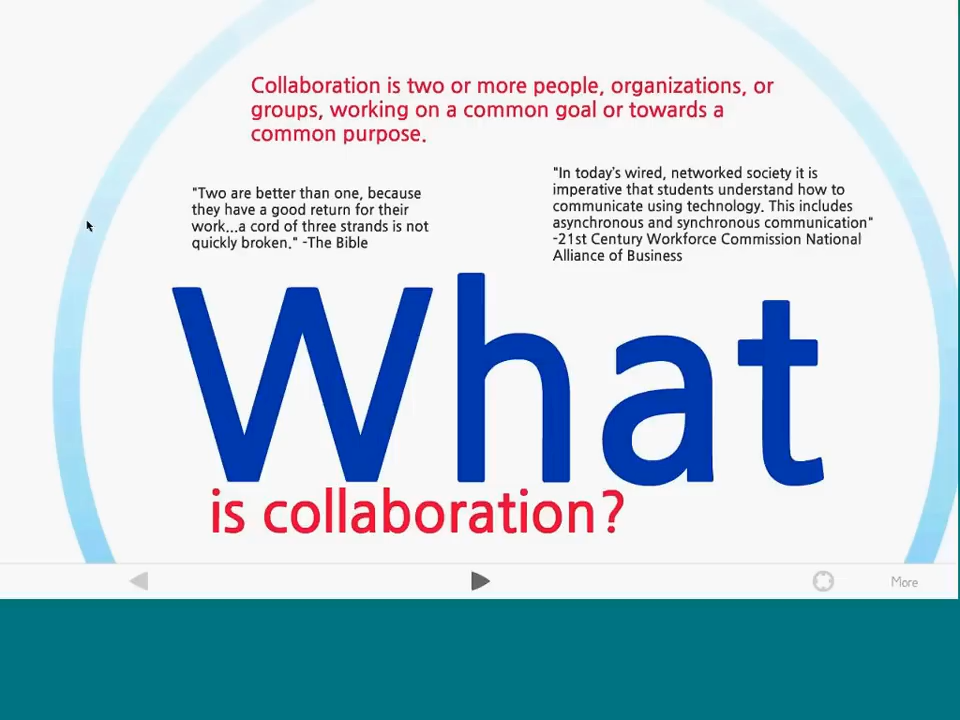 Collaboration is two or more people, organizations, or
groups, working on a common goal or towards a
common purpose.
"Two are better than one, because
they have a good return for their
work...a cord of three strands is not
quickly broken." -The Bible
"In today's wired, networked society it is
imperative that students understand how to
communicate using technology. This includes
asynchronous and synchronous communication"
-21st Century Workforce Commission National
Alliance of Business
What
is collaboration?
More